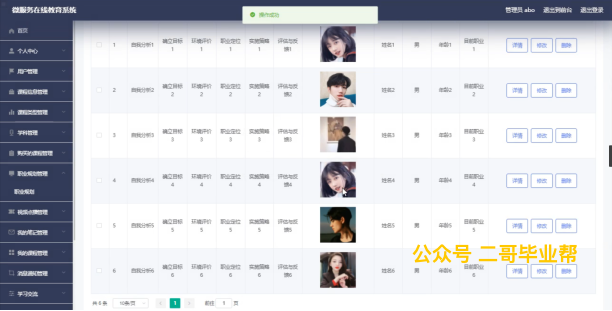 微服务在线教育系统
操作成功
管理员 abo 退出到前台 退出登录
首页
个人中心
用户管理
课程信息管理
课程类型管理
学科管理
购买的课程管理
职业规划管理
职业规划
我的笔记管理
我的课程管理
消息通知管理
学习交流
1 自我分析1 确立目标1 环境评价1 职业定位1 实施策略1 评估与反馈1 姓名1 男 年龄1 目前职业1 详情 修改 删除
2 自我分析2 确立目标2 环境评价2 职业定位2 实施策略2 评估与反馈2 姓名2 男 年龄2 目前职业2 详情 修改 删除
3 自我分析3 确立目标3 环境评价3 职业定位3 实施策略3 评估与反馈3 姓名3 男 年龄3 目前职业3 详情 修改 删除
4 自我分析4 确立目标4 环境评价4 职业定位4 实施策略4 评估与反馈4 姓名4 男 年龄4 目前职业4 详情 修改 删除
5 自我分析5 确立目标5 环境评价5 职业定位5 实施策略5 评估与反馈5 姓名5 男 年龄5 目前职业5 详情 修改 删除
6 自我分析6 确立目标6 环境评价6 职业定位6 实施策略6 评估与反馈6 姓名6 男 年龄6 目前职业6 详情 修改 删除
公众号 二哥毕业帮
共 6 条 10条/页 1 前往 1 页